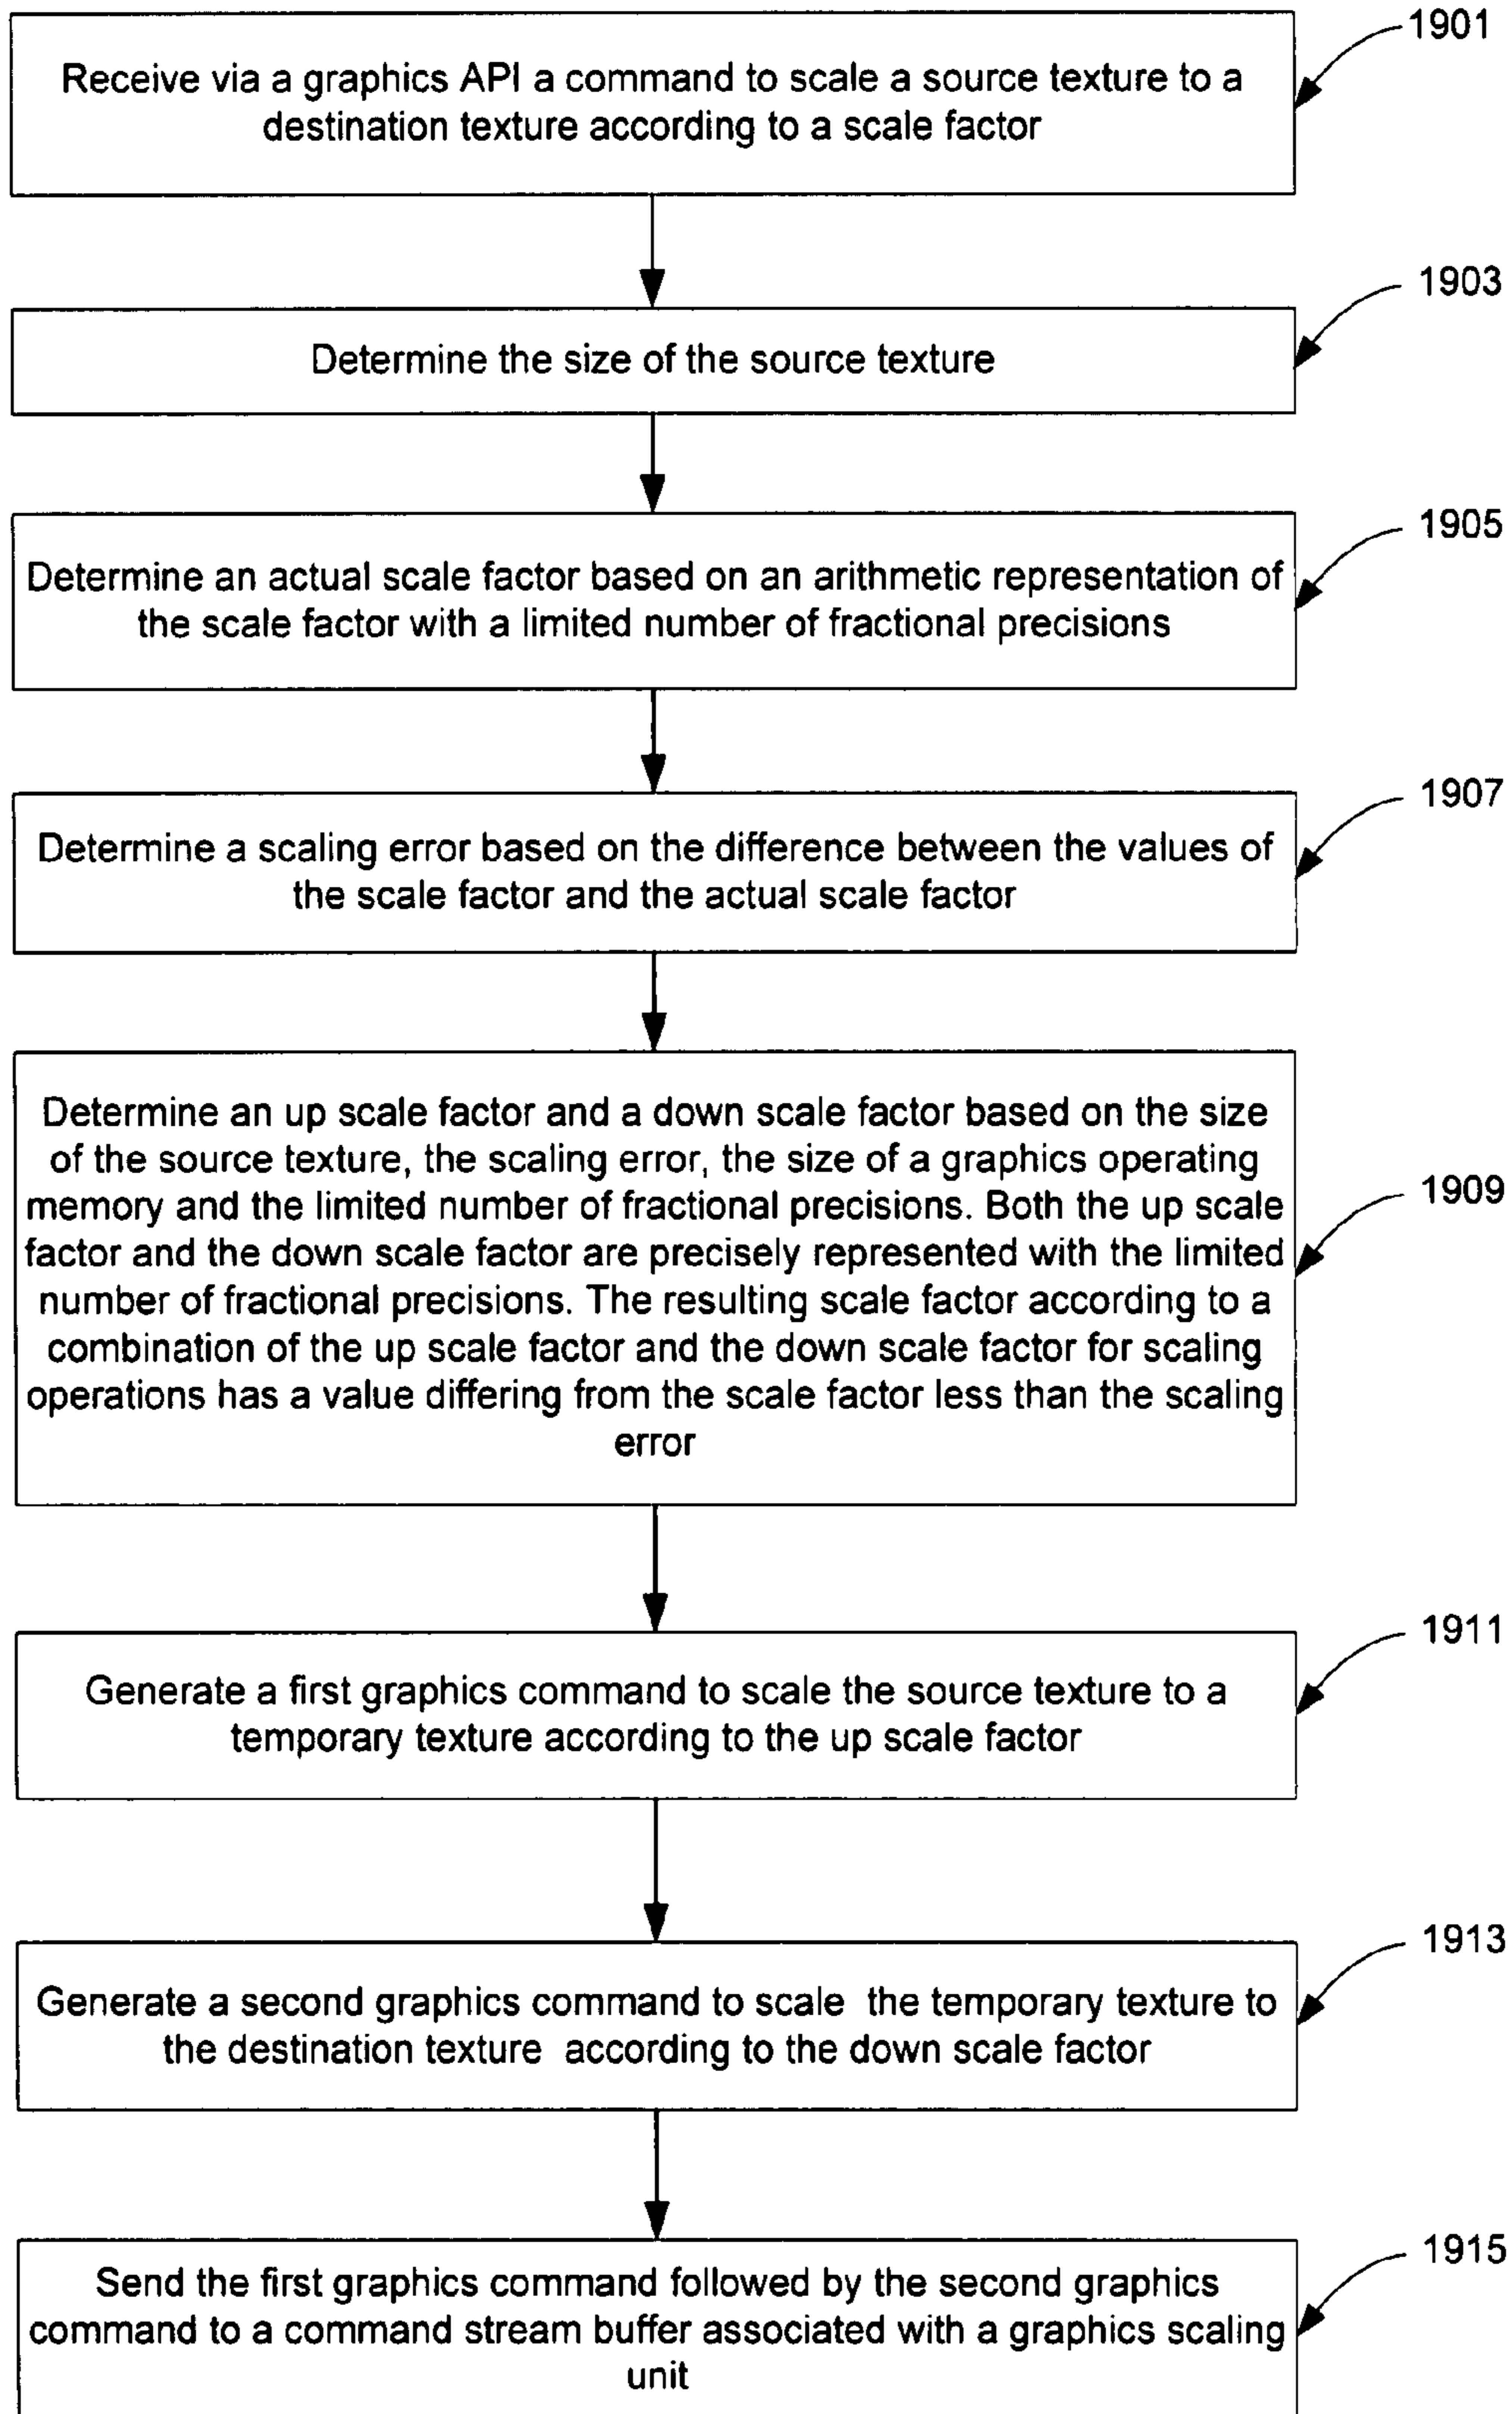 1901
Receive via a graphics API a command to scale a source texture to a
destination texture according to a scale factor
1903
Determine the size of the source texture
1905
Determine an actual scale factor based on an arithmetic representation of
the scale factor with a limited number of fractional precisions
1907
Determine a scaling error based on the difference between the values of
the scale factor and the actual scale factor
1909
Determine an up scale factor and a down scale factor based on the size
of the source texture, the scaling error, the size of a graphics operating
memory and the limited number of fractional precisions. Both the up scale
factor and the down scale factor are precisely represented with the limited
number of fractional precisions. The resulting scale factor according to a
combination of the up scale factor and the down scale factor for scaling
operations has a value differing from the scale factor less than the scaling
error
1911
Generate a first graphics command to scale the source texture to a
temporary texture according to the up scale factor
1913
Generate a second graphics command to scale the temporary texture to
the destination texture according to the down scale factor
1915
Send the first graphics command followed by the second graphics
command to a command stream buffer associated with a graphics scaling
unit